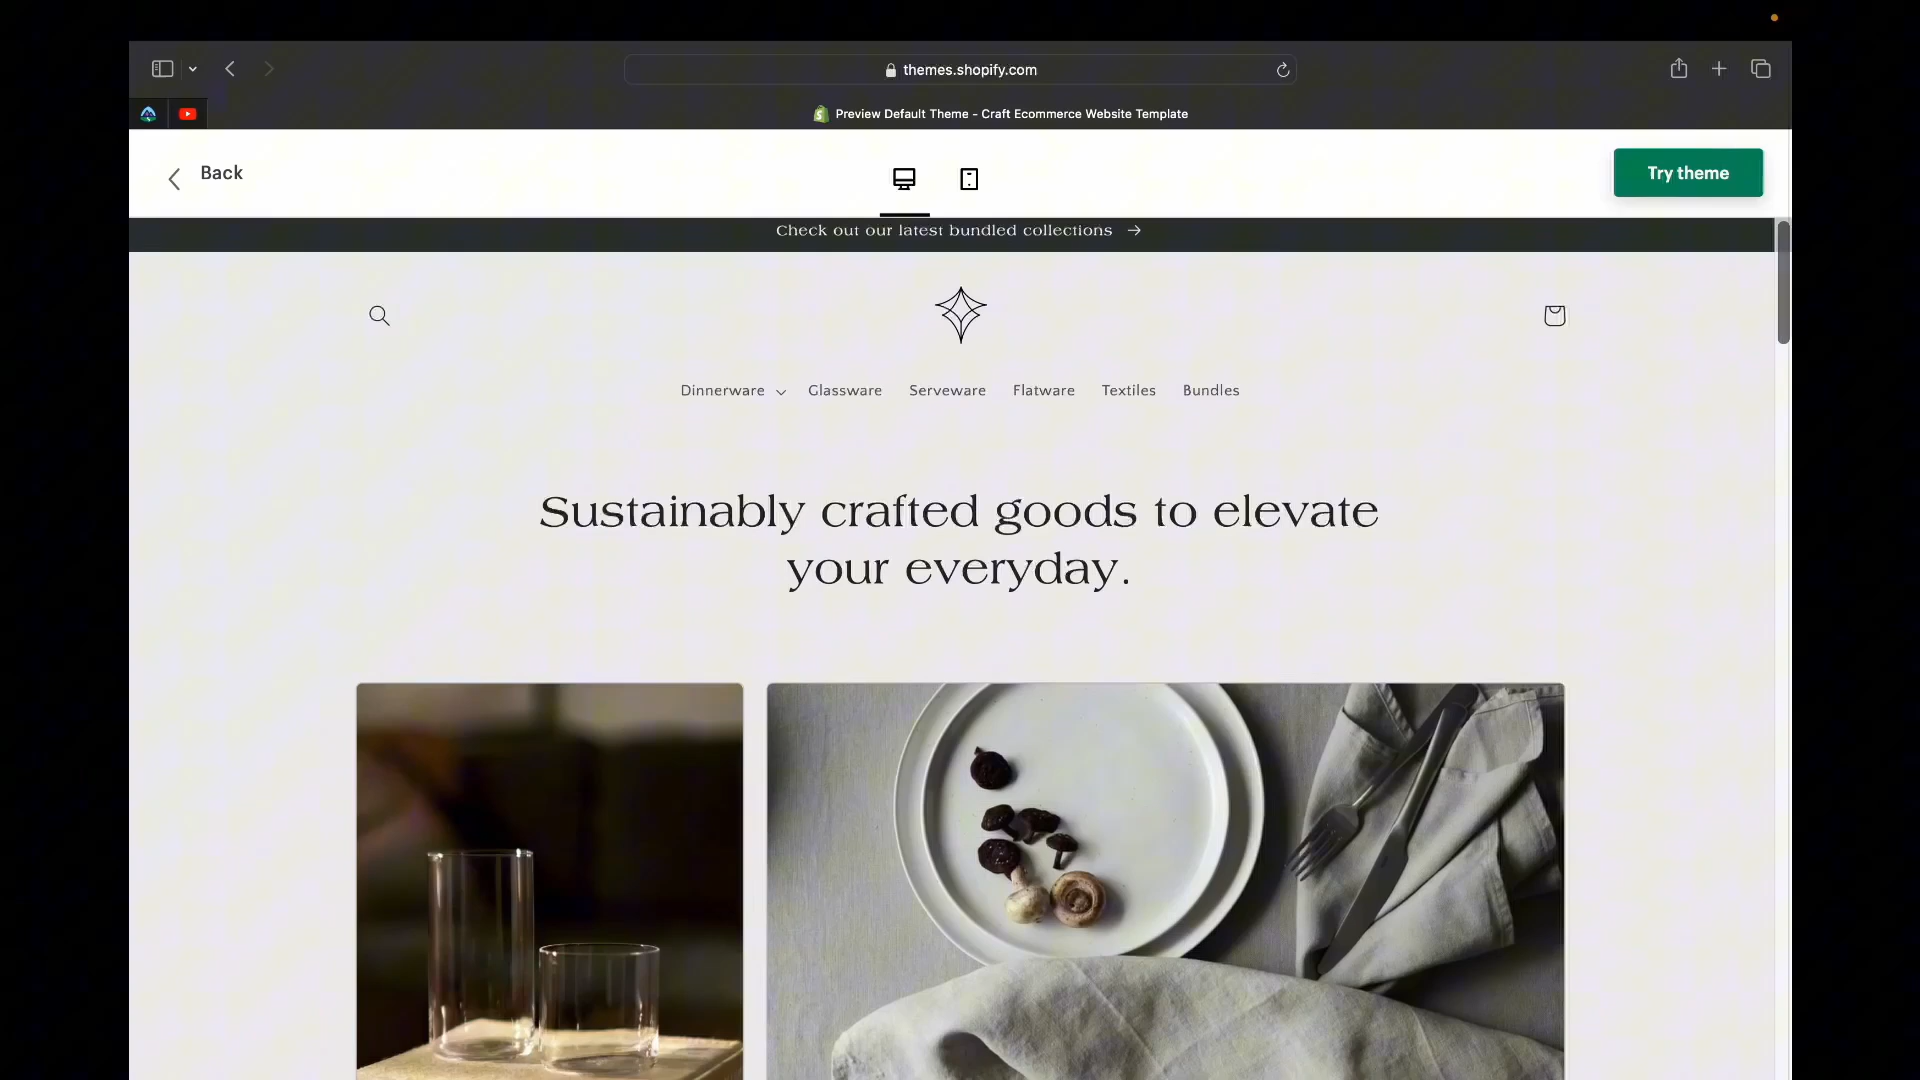 themes.shopify.com
Preview Default Theme - Craft Ecommerce Website Template
Back
Try theme
Check out our latest bundled collections →
Dinnerware Glassware Serveware Flatware Textiles Bundles
Sustainably crafted goods to elevate
your everyday.